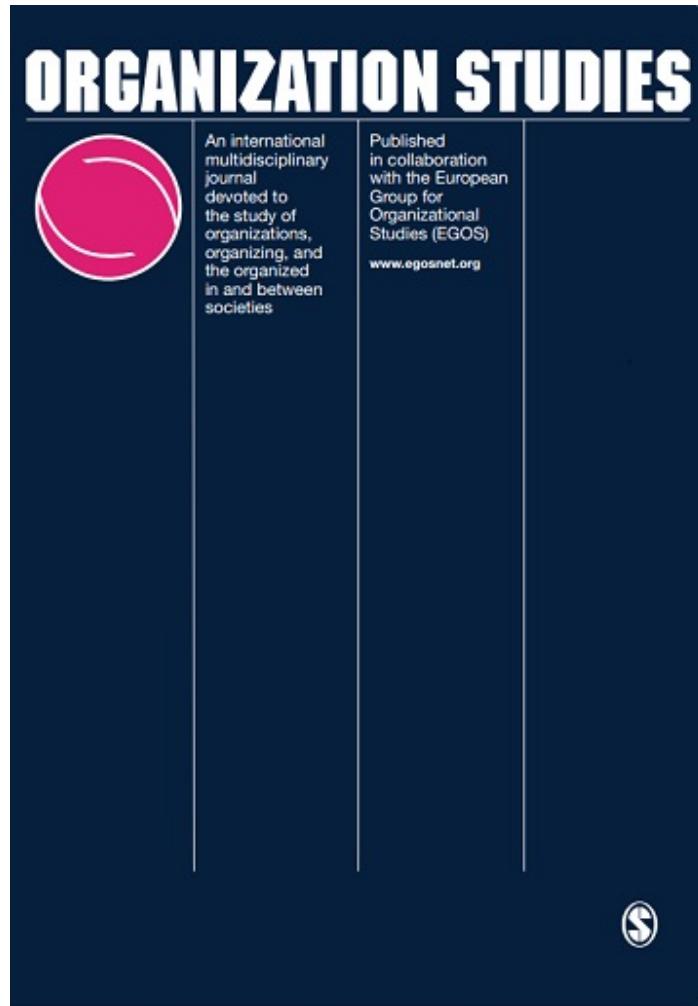 ORGANIZATION STUDIES
An international
multidisciplinary
journal
devoted to
the study of
organizations,
organizing, and
the organized
in and between
societies
Published
in collaboration
with the European
Group for
Organizational
Studies (EGOS)
www.egosnet.org
S